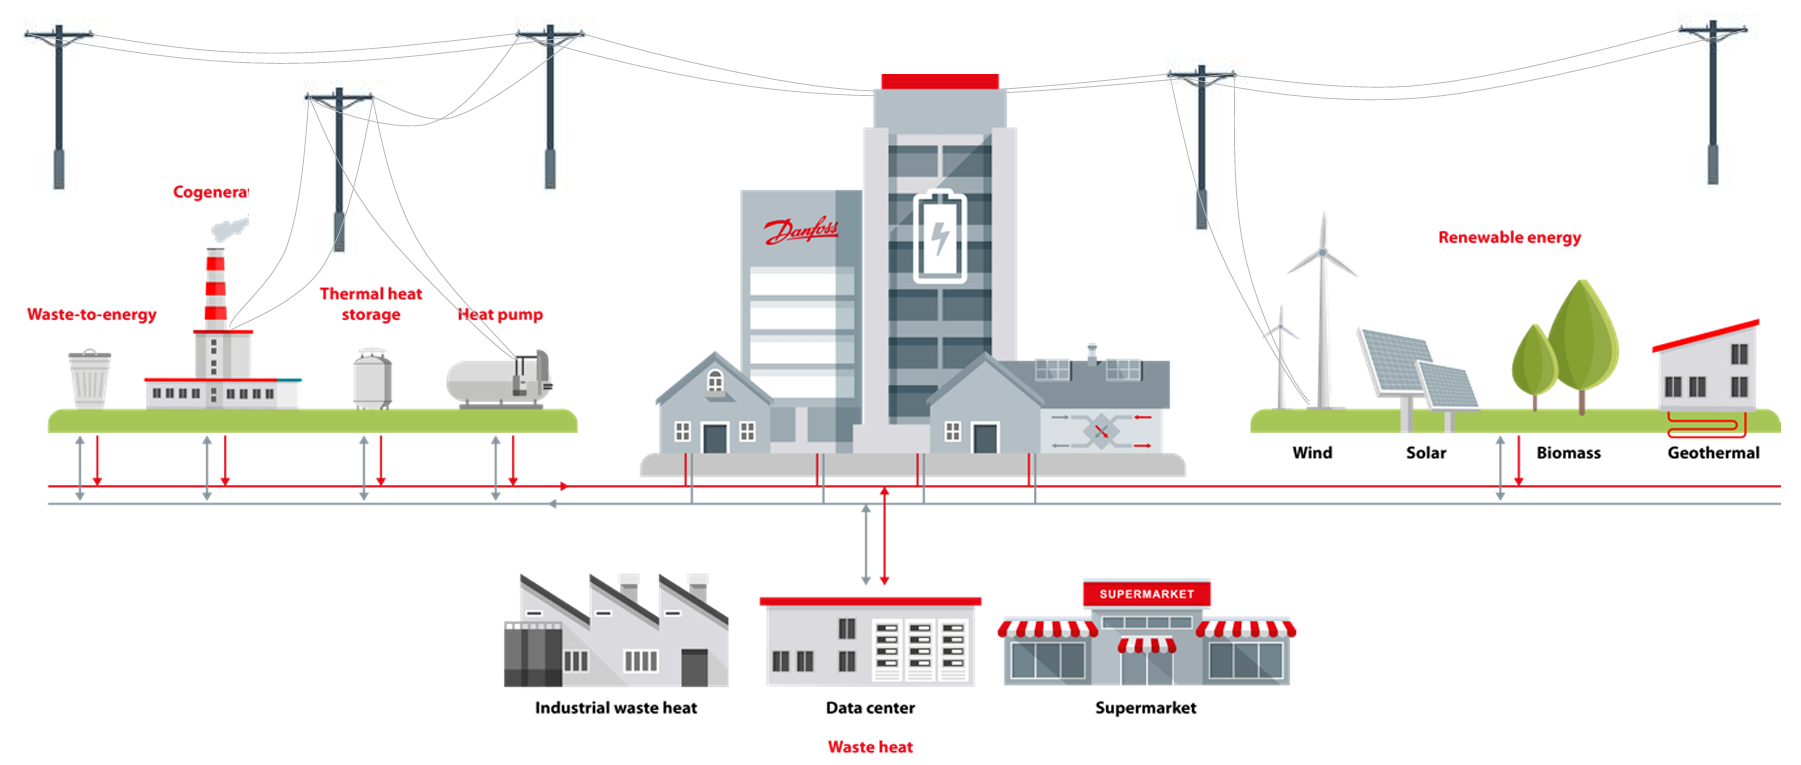 Cogenera
Renewable energy
Danfoss
Thermal heat
storage
Waste-to-energy
Heat pump
Wind
Solar
Biomass
Geothermal
SUPERMARKET
Industrial waste heat
Data center
Supermarket
Waste heat